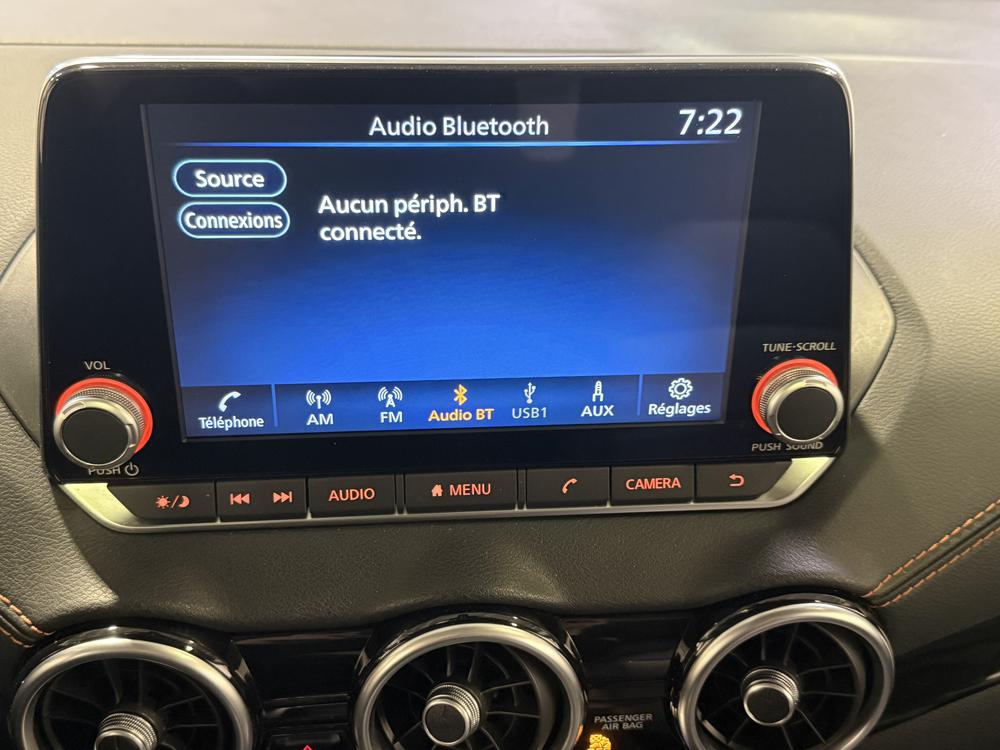 Audio Bluetooth 7:22
Source
Connexions
Aucun périph. BT
connecté.
Téléphone AM FM Audio BT USB1 AUX Réglages
VOL
TUNE·SCROLL
PUSH
PUSH SOUND
AUDIO MENU CAMERA
PASSENGER
AIR BAG